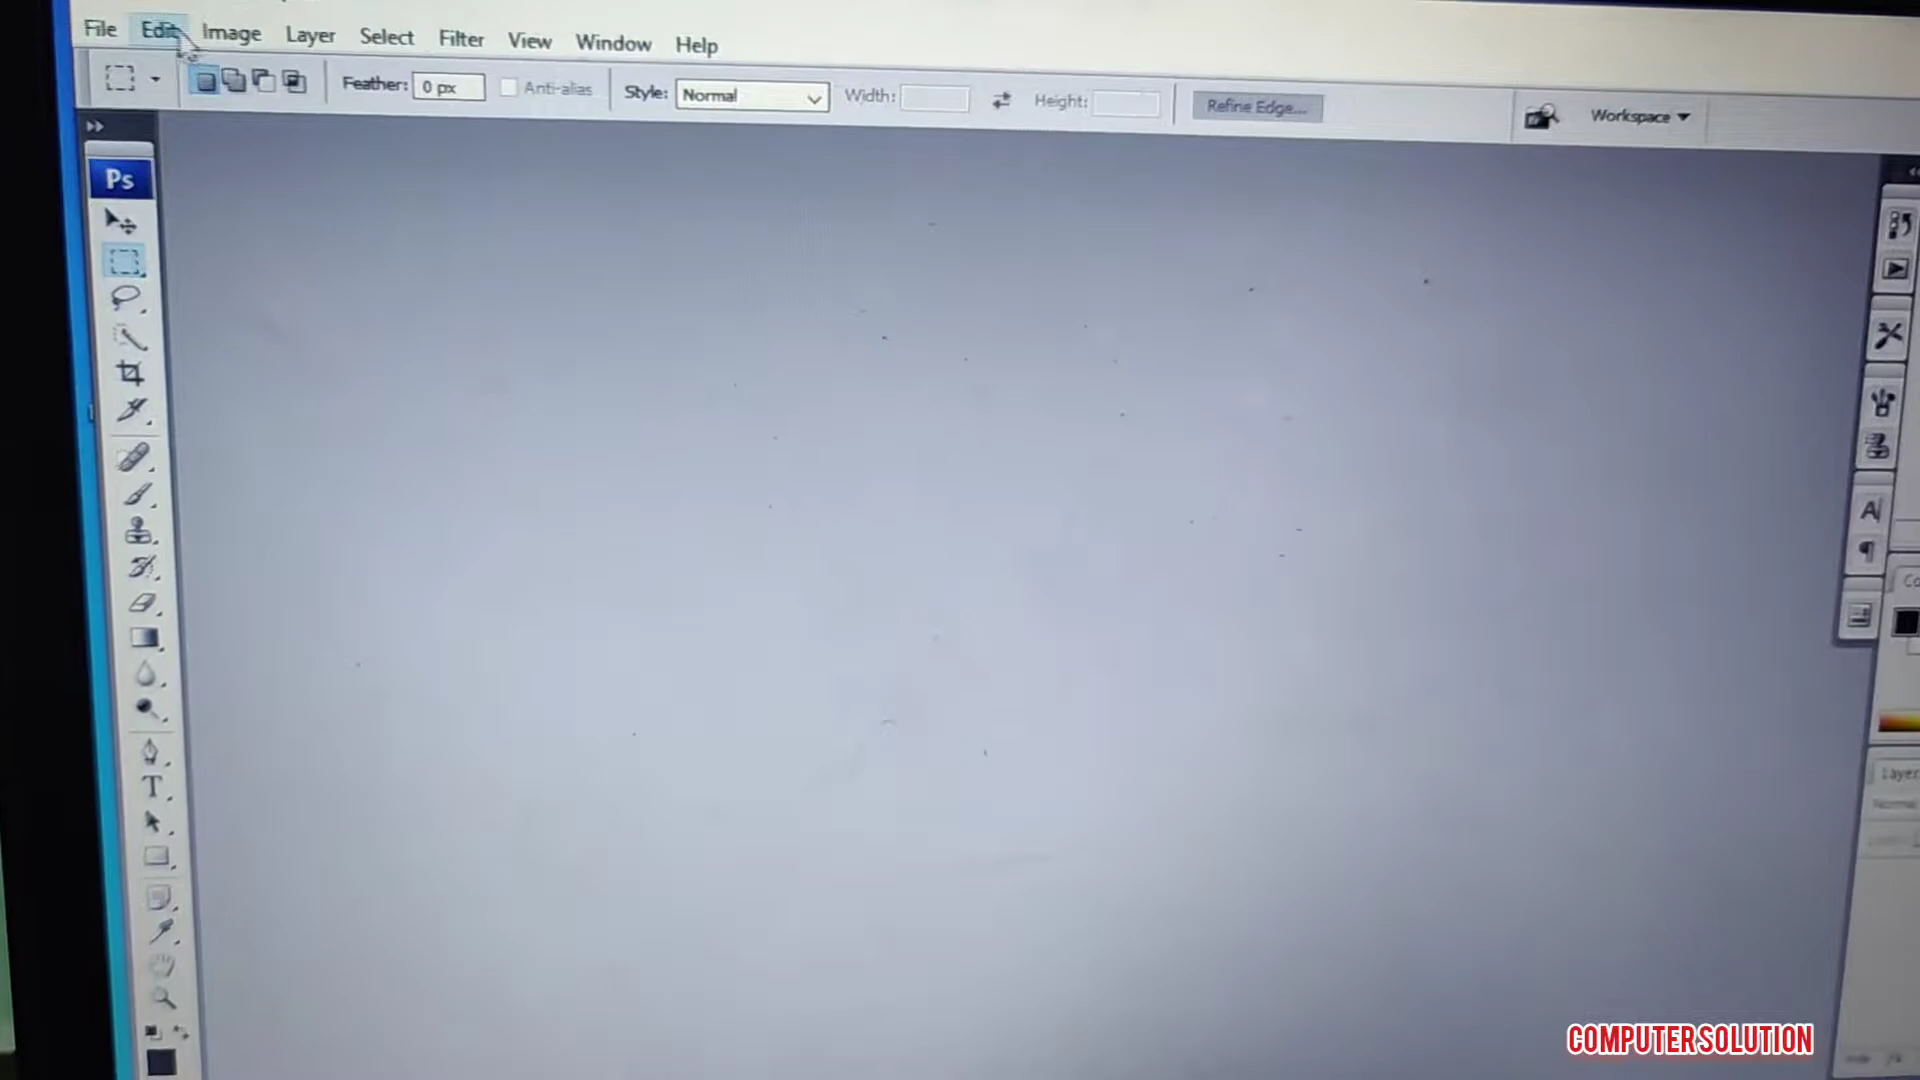 File Edit Image Layer Select Filter View Window Help
Feather: 0 px Anti-alias Style: Normal Width: Height: Refine Edge... Workspace
Ps
A
T
Normal
COMPUTER SOLUTION